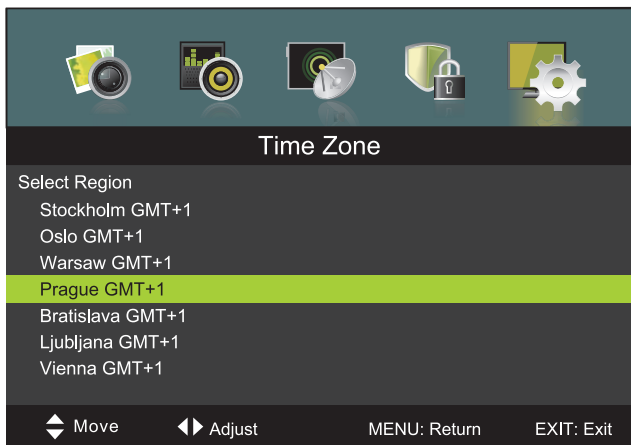 Time Zone
Select Region
Stockholm GMT+1
Oslo GMT+1
Warsaw GMT+1
Prague GMT+1
Bratislava GMT+1
Ljubljana GMT+1
Vienna GMT+1
Move Adjust MENU: Return EXIT: Exit